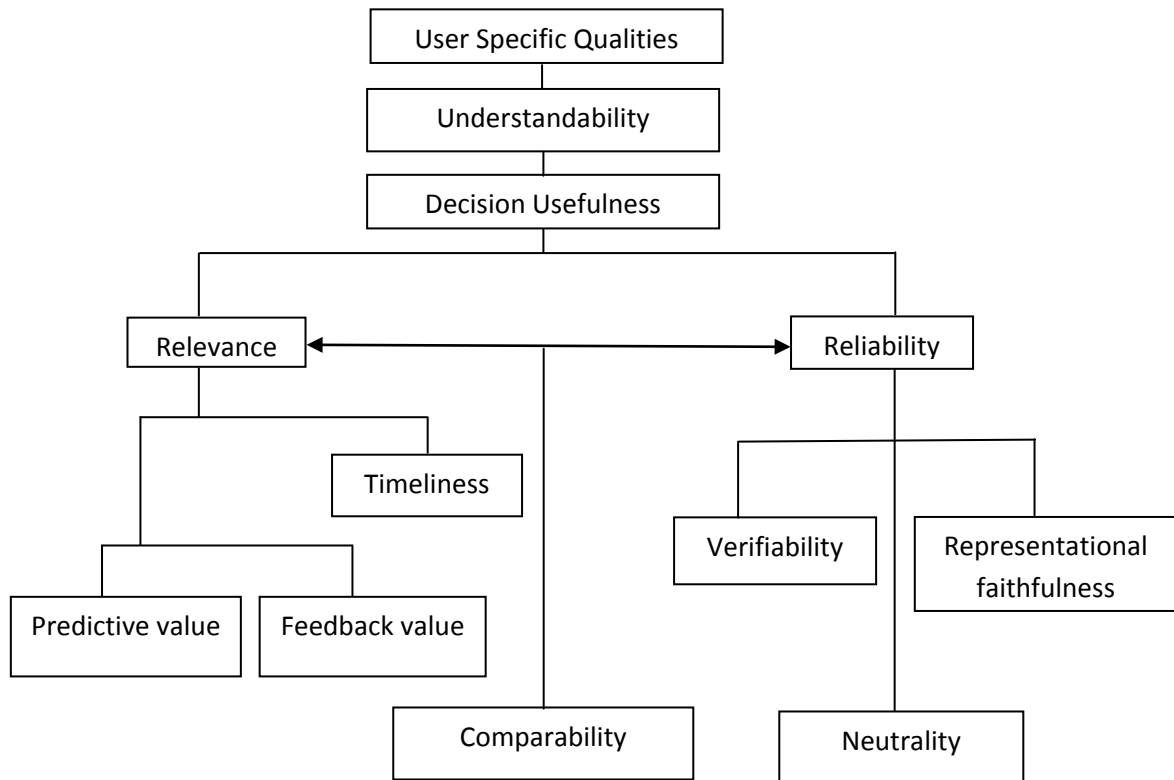 User Specific Qualities
Understandability
Decision Usefulness
Relevance
Reliability
Timeliness
Verifiability
Representational
faithfulness
Predictive value
Feedback value
Comparability
Neutrality